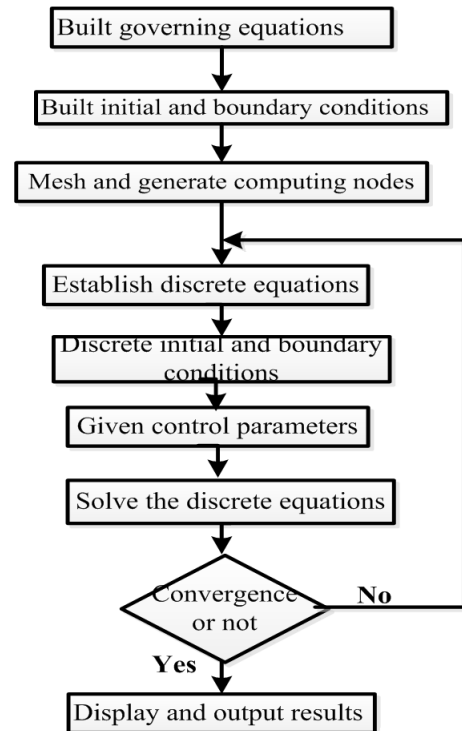 Built governing equations
Built initial and boundary conditions
Mesh and generate computing nodes
Establish discrete equations
Discrete initial and boundary
conditions
Given control parameters
Solve the discrete equations
Convergence
or not
No
Yes
Display and output results